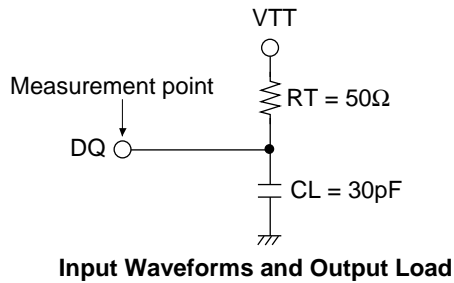 VTT
Measurement point
RT = 50Ω
DQ
CL = 30pF
Input Waveforms and Output Load